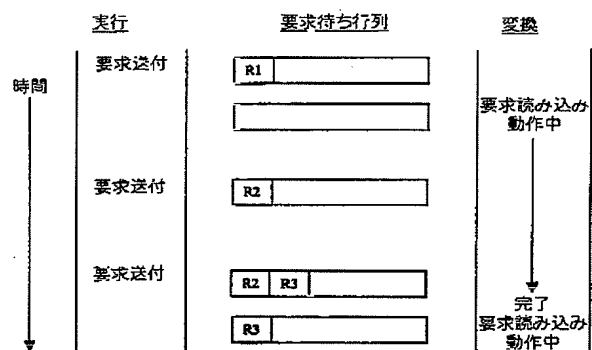 実行
要求待ち行列
変換
時間
要求送付
R1
要求読み込み
動作中
要求送付
R2
要求送付
R2 R3
完了
要求読み込み
動作中
R3